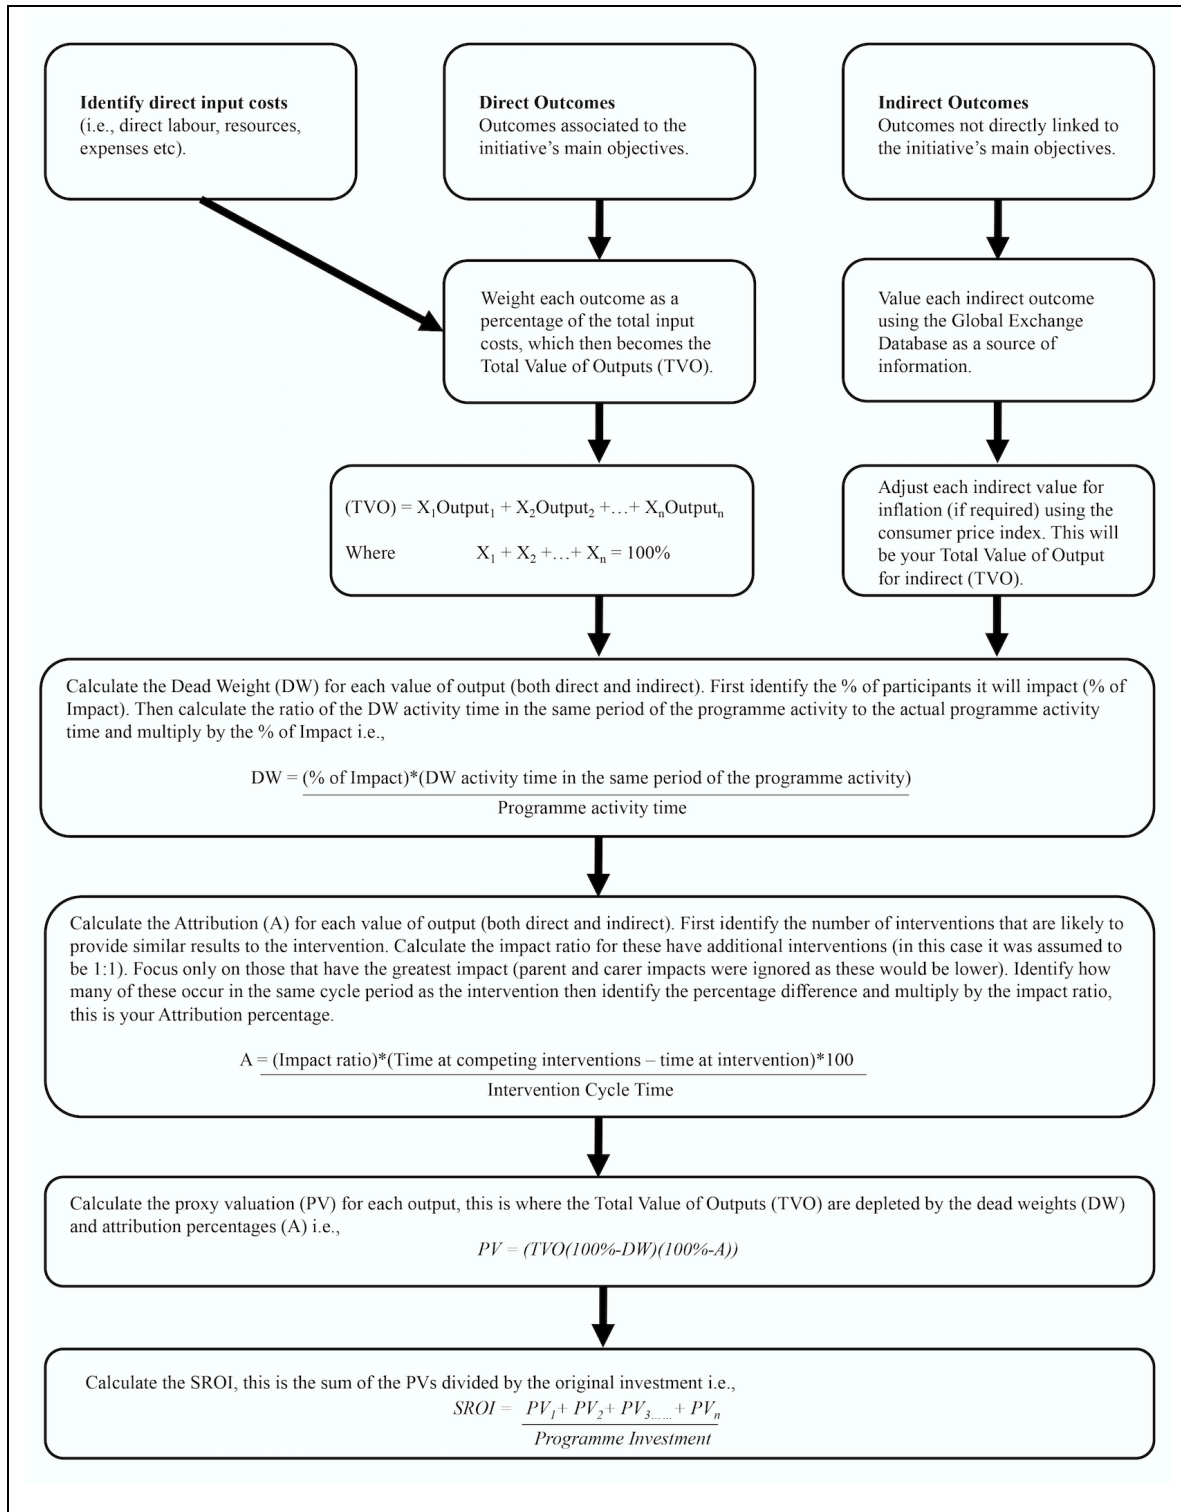 Identify direct input costs
(i.e., direct labour, resources,
expenses etc).
Direct Outcomes
Outcomes associated to the
initiative’s main objectives.
Indirect Outcomes
Outcomes not directly linked to
the initiative’s main objectives.
Weight each outcome as a
percentage of the total input
costs, which then becomes the
Total Value of Outputs (TVO).
Value each indirect outcome
using the Global Exchange
Database as a source of
information.
(TVO) = X₁Output₁ + X₂Output₂ +…+ XₙOutputₙ
Where X₁ + X₂ +…+ Xₙ = 100%
Adjust each indirect value for
inflation (if required) using the
consumer price index. This will
be your Total Value of Output
for indirect (TVO).
Calculate the Dead Weight (DW) for each value of output (both direct and indirect). First identify the % of participants it will impact (% of
Impact). Then calculate the ratio of the DW activity time in the same period of the programme activity to the actual programme activity
time and multiply by the % of Impact i.e.,
DW = (% of Impact)*(DW activity time in the same period of the programme activity)
Programme activity time
Calculate the Attribution (A) for each value of output (both direct and indirect). First identify the number of interventions that are likely to
provide similar results to the intervention. Calculate the impact ratio for these have additional interventions (in this case it was assumed to
be 1:1). Focus only on those that have the greatest impact (parent and carer impacts were ignored as these would be lower). Identify how
many of these occur in the same cycle period as the intervention then identify the percentage difference and multiply by the impact ratio,
this is your Attribution percentage.
A = (Impact ratio)*(Time at competing interventions – time at intervention)*100
Intervention Cycle Time
Calculate the proxy valuation (PV) for each output, this is where the Total Value of Outputs (TVO) are depleted by the dead weights (DW)
and attribution percentages (A) i.e.,
PV = (TVO(100%-DW)(100%-A))
Calculate the SROI, this is the sum of the PVs divided by the original investment i.e.,
SROI = PV₁+ PV₂+ PV₃...... + PVₙ
Programme Investment